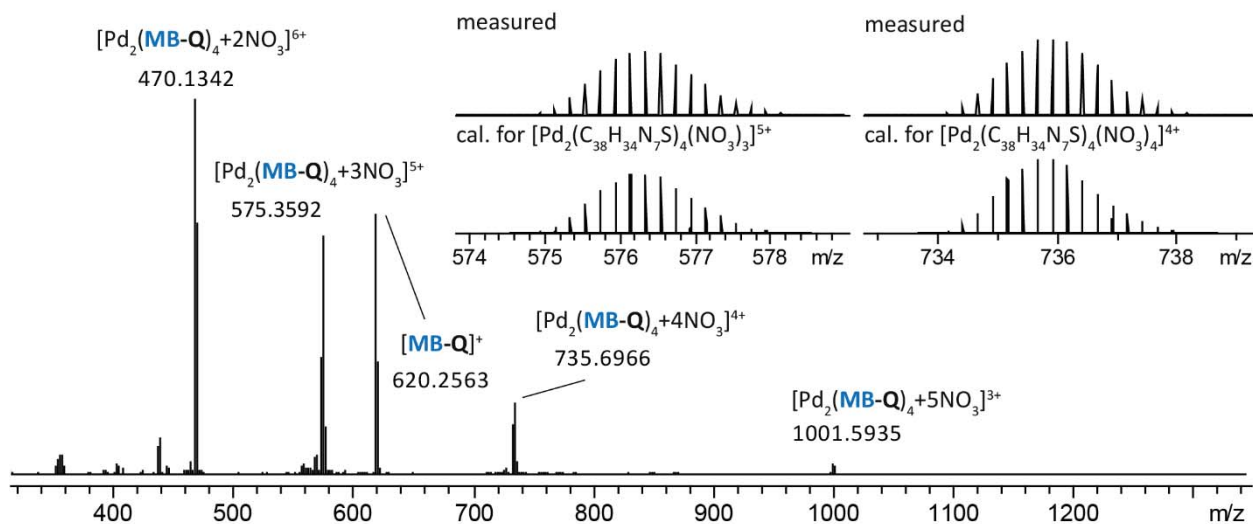 [Pd₂(MB-Q)₄+2NO₃]⁶⁺
470.1342
[Pd₂(MB-Q)₄+3NO₃]⁵⁺
575.3592
[MB-Q]⁺
620.2563
[Pd₂(MB-Q)₄+4NO₃]⁴⁺
735.6966
[Pd₂(MB-Q)₄+5NO₃]³⁺
1001.5935
400 500 600 700 800 900 1000 1100 1200 m/z
measured
cal. for [Pd₂(C₃₈H₃₄N₇S)₄(NO₃)₃]⁵⁺
574 575 576 577 578 m/z
measured
cal. for [Pd₂(C₃₈H₃₄N₇S)₄(NO₃)₄]⁴⁺
734 736 738 m/z